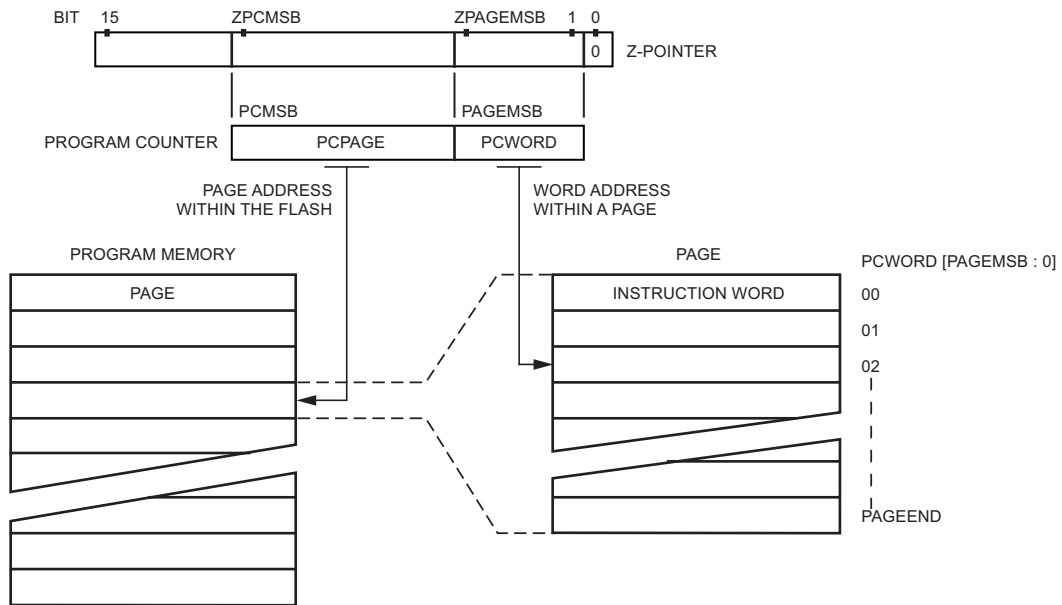 BIT 15 ZPCMSB ZPAGEMSB 1 0
0 Z-POINTER
PCMSB PAGEMSB
PROGRAM COUNTER PCPAGE PCWORD
PAGE ADDRESS
WITHIN THE FLASH
WORD ADDRESS
WITHIN A PAGE
PROGRAM MEMORY PAGE PCWORD [PAGEMSB : 0]
PAGE INSTRUCTION WORD 00
01
02
PAGEEND